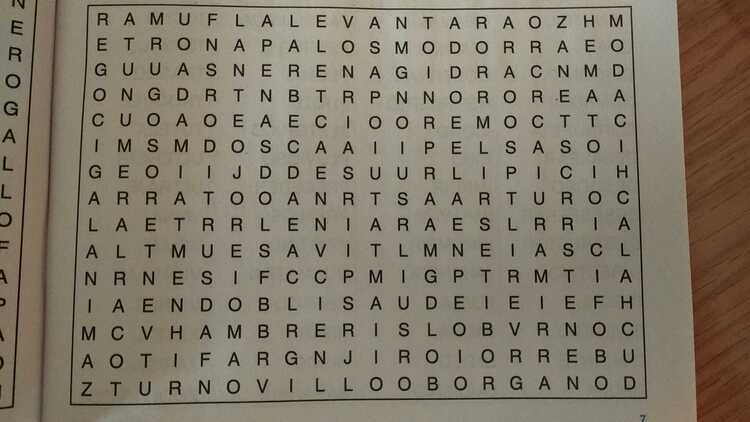 N
E
R
O
G
A
L
L
O
F
A
P
A
R A M U F L A L E V A N T A R A O Z H M
E T R O N A P A L O S M O D O R R A E O
G U U A S N E R E N A G I D R A C N M D
O N G D R T N B T R P N N O R O R E A A
C U O A O E A E C I O O R E M O C T T C
I M S M D O S C A A I I P E L S A S O I
G E O I I J D D E S U U R L I P I C I H
A R R A T O O A N R T S A A R T U R O C
L A E T R R L E N I A R A E S L R R I A
A L T M U E S A V I T L M N E I A S C L
N R N E S I F C C P M I G P T R M T I A
I A E N D O B L I S A U D E I E I E F H
M C V H A M B R E R I S L O B V R N O C
A O T I F A R G N J I R O I O R R E B U
Z T U R N O V I L L O O B O R G A N O D
7